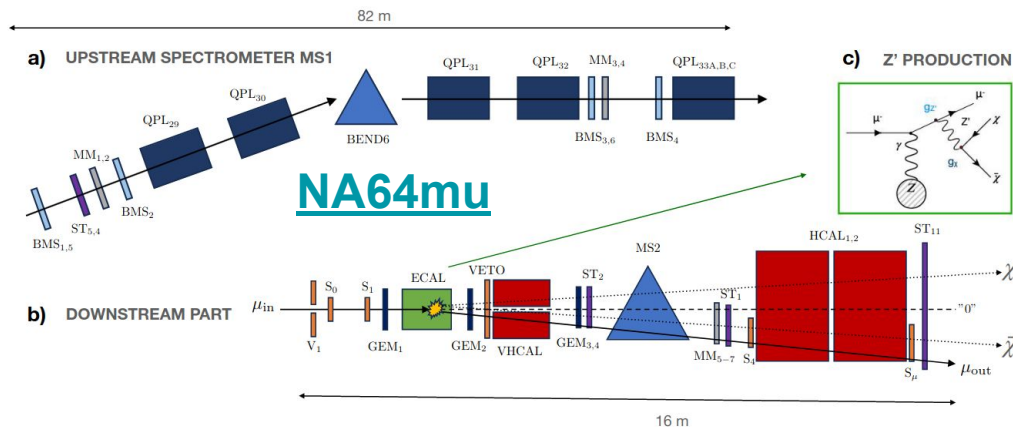 82 m
a) UPSTREAM SPECTROMETER MS1
c) Z' PRODUCTION
QPL31 QPL32 MM3,4 QPL33A,B,C
QPL29 QPL30
BEND6
BMS3,6 BMS4
MM1,2
BMS2
ST5,4
BMS1,5
μ-
gZ'
μ-
Z'
χ
γ
gχ
χ̄
Z
NA64mu
b) DOWNSTREAM PART
μin
V1
S0
S1
GEM1
ECAL
GEM2
VETO
VHCAL
ST2
GEM3,4
MS2
ST1
MM5−7
S4
HCAL1,2
ST11
Sμ
χ
"0"
χ̄
μout
16 m